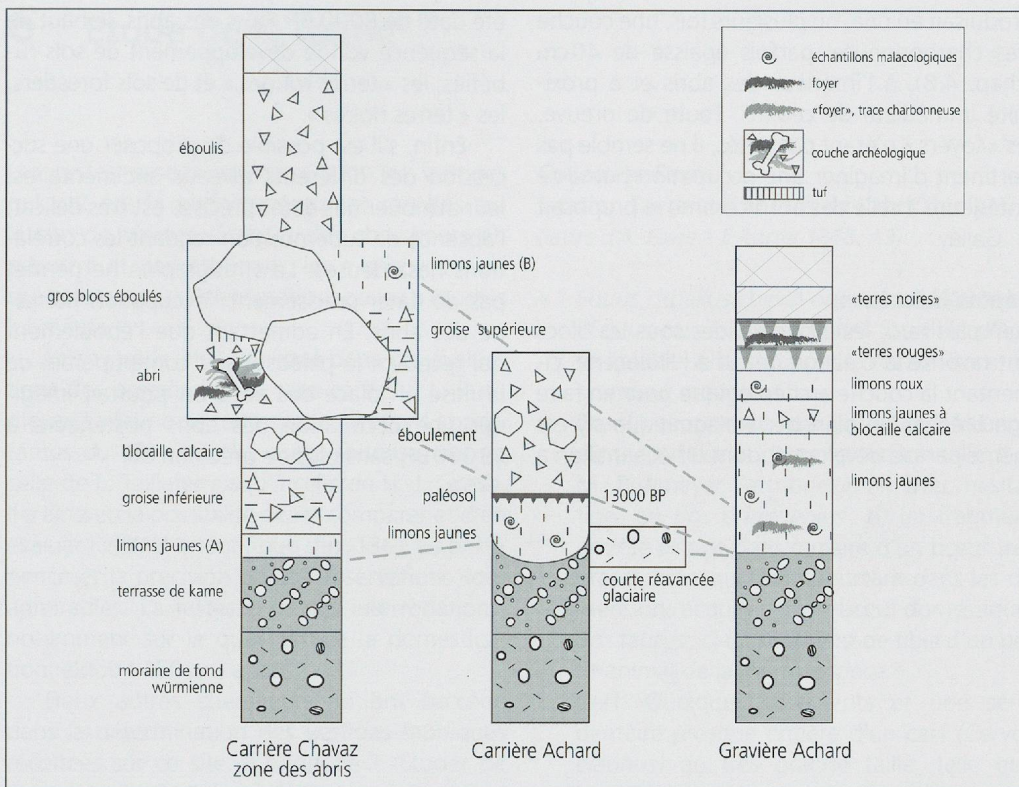 échantillons malacologiques
foyer
«foyer», trace charbonneuse
couche archéologique
tuf
éboulis
gros blocs éboulés
abri
blocaille calcaire
groise inférieure
limons jaunes (A)
terrasse de kame
moraine de fond
würmienne
limons jaunes (B)
groise supérieure
éboulement
paléosol
limons jaunes
13000 BP
courte réavancée
glaciaire
«terres noires»
«terres rouges»
limons roux
limons jaunes à
blocaille calcaire
limons jaunes
Carrière Chavaz
zone des abris
Carrière Achard
Gravière Achard